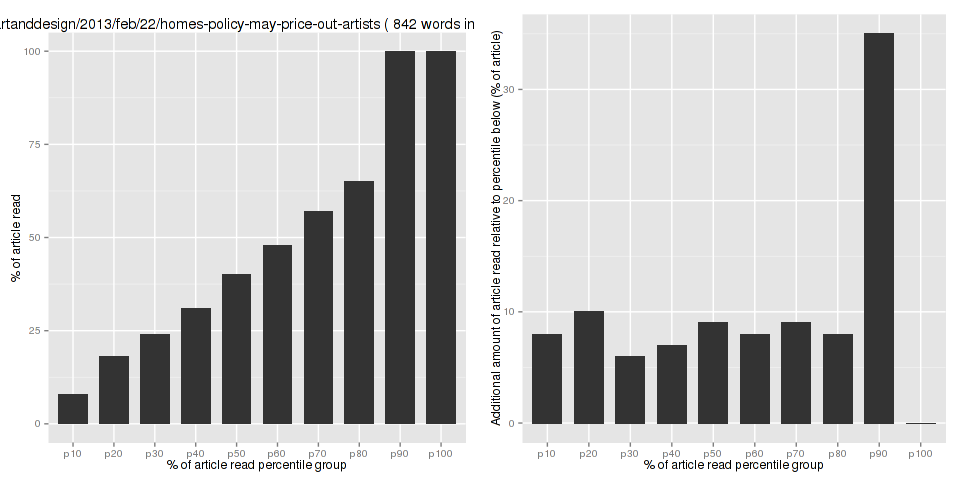 rtanddesign/2013/feb/22/homes-policy-may-price-out-artists ( 842 words in
% of article read
100
75
50
25
0
p10 p20 p30 p40 p50 p60 p70 p80 p90 p100
% of article read percentile group
Additional amount of article read relative to percentile below (% of article)
30
20
10
0
p10 p20 p30 p40 p50 p60 p70 p80 p90 p100
% of article read percentile group